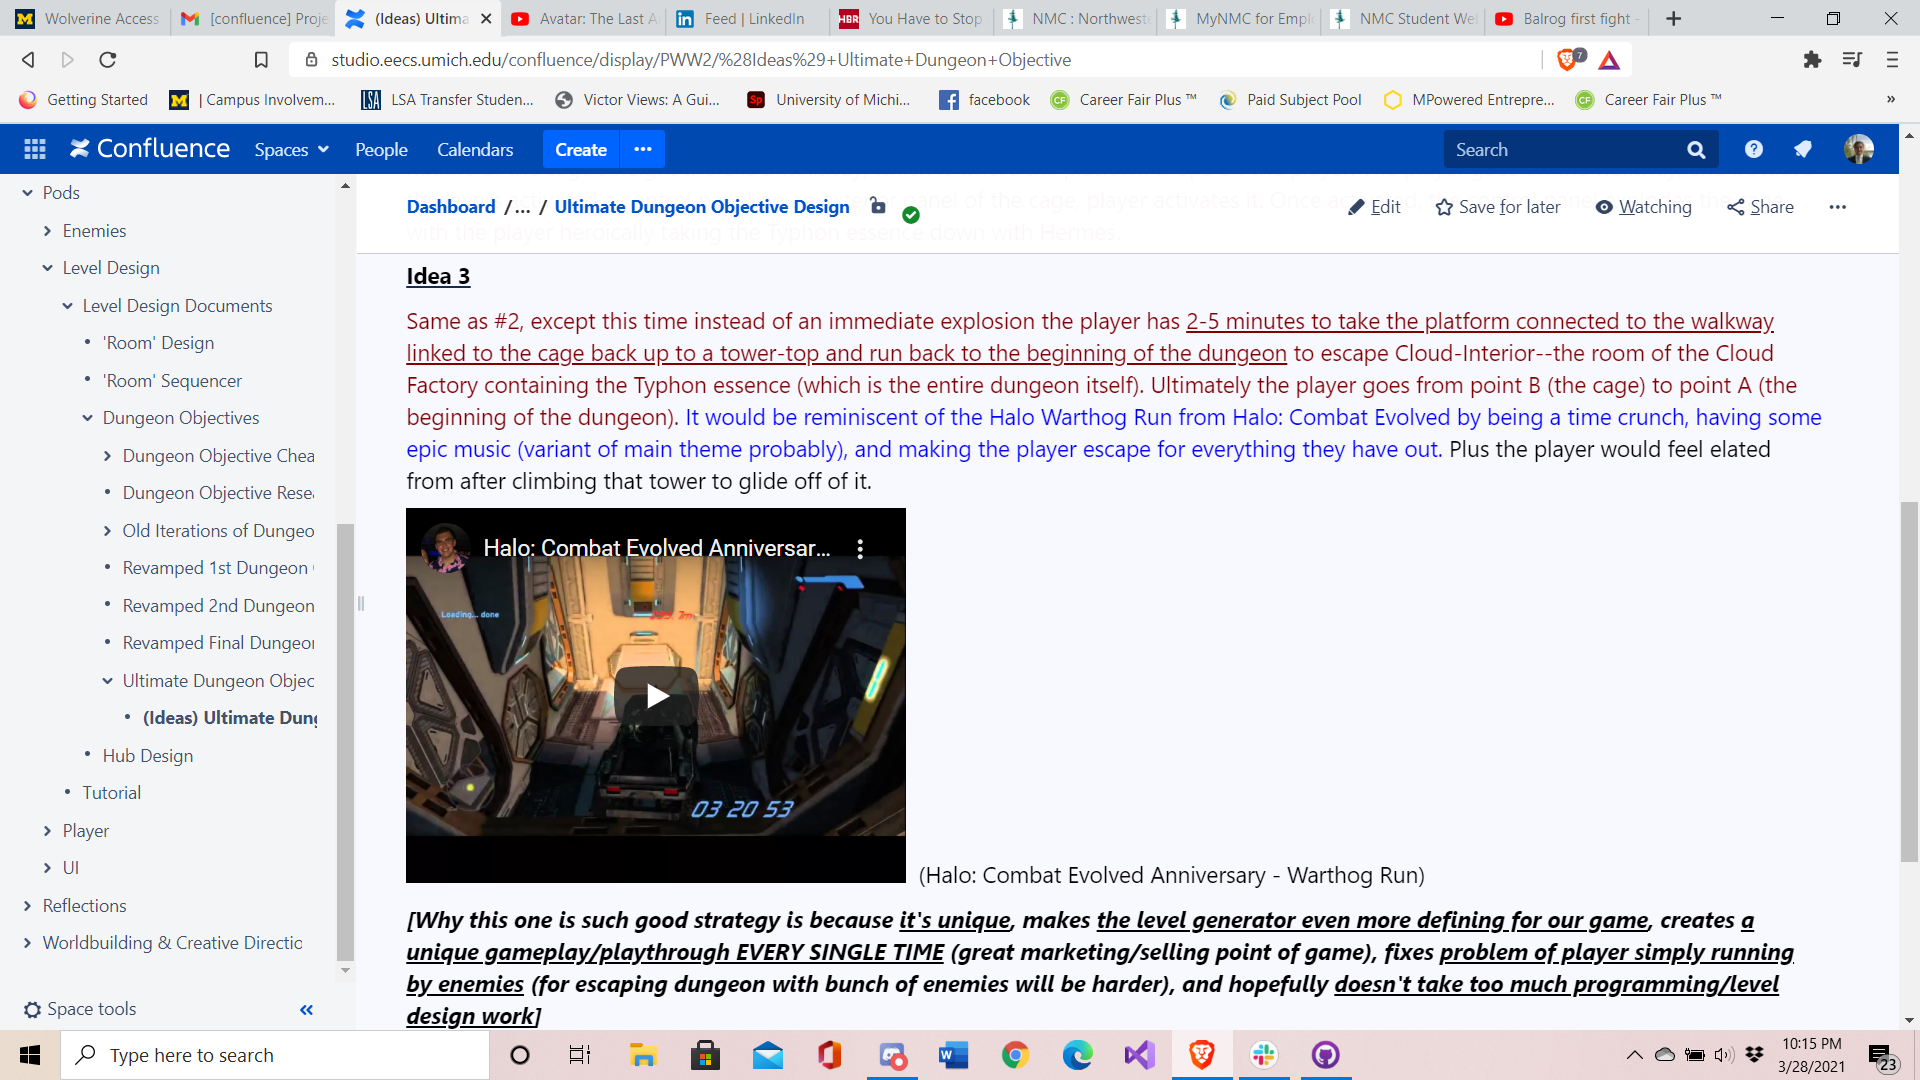 Wolverine Access
[confluence] Proje
(Ideas) Ultima
Avatar: The Last A
Feed | LinkedIn
You Have to Stop
NMC : Northwest
MyNMC for Empl
NMC Student We
Balrog first fight -
studio.eecs.umich.edu/confluence/display/PWW2/%28Ideas%29+Ultimate+Dungeon+Objective
7
Getting Started
| Campus Involvem...
LSA Transfer Studen...
Victor Views: A Gui...
University of Michi...
facebook
Career Fair Plus ™
Paid Subject Pool
MPowered Entrepre...
Career Fair Plus ™
»
Confluence
Spaces
People
Calendars
Create
Search
Pods
Enemies
Level Design
Level Design Documents
'Room' Design
'Room' Sequencer
Dungeon Objectives
Dungeon Objective Chea
Dungeon Objective Rese
Old Iterations of Dungeo
Revamped 1st Dungeon
Revamped 2nd Dungeon
Revamped Final Dungeo
Ultimate Dungeon Objec
(Ideas) Ultimate Dung
Hub Design
Tutorial
Player
UI
Reflections
Worldbuilding & Creative Directio
Space tools
Dashboard /... / Ultimate Dungeon Objective Design
Edit
Save for later
Watching
Share
with the player heroically taking the Typhon essence down with Hermes.
Idea 3
Same as #2, except this time instead of an immediate explosion the player has 2-5 minutes to take the platform connected to the walkway
linked to the cage back up to a tower-top and run back to the beginning of the dungeon to escape Cloud-Interior--the room of the Cloud
Factory containing the Typhon essence (which is the entire dungeon itself). Ultimately the player goes from point B (the cage) to point A (the
beginning of the dungeon). It would be reminiscent of the Halo Warthog Run from Halo: Combat Evolved by being a time crunch, having some
epic music (variant of main theme probably), and making the player escape for everything they have out. Plus the player would feel elated
from after climbing that tower to glide off of it.
Halo: Combat Evolved Anniversar...
Loading... done
03 20 53
(Halo: Combat Evolved Anniversary - Warthog Run)
[Why this one is such good strategy is because it's unique, makes the level generator even more defining for our game, creates a
unique gameplay/playthrough EVERY SINGLE TIME (great marketing/selling point of game), fixes problem of player simply running
by enemies (for escaping dungeon with bunch of enemies will be harder), and hopefully doesn't take too much programming/level
design work]
Type here to search
10:15 PM
3/28/2021
23